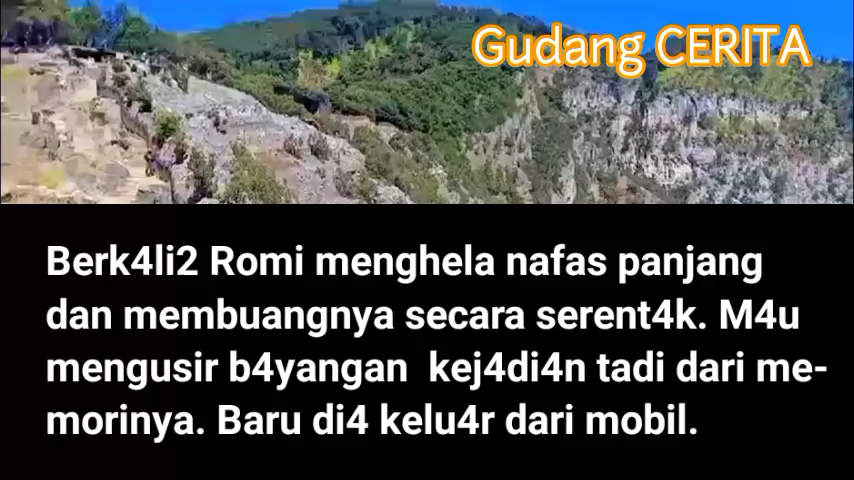 Gudang CERITA
Berk4li2 Romi menghela nafas panjang
dan membuangnya secara serent4k. M4u
mengusir b4yangan kej4di4n tadi dari me-
morinya. Baru di4 kelu4r dari mobil.